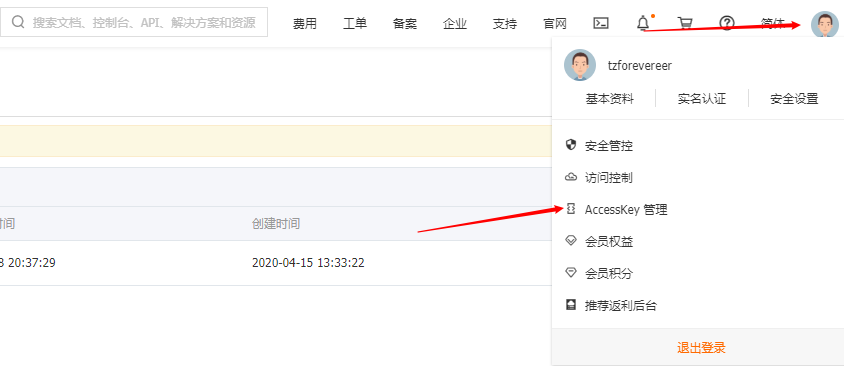 搜索文档、控制台、API、解决方案和资源 费用 工单 备案 企业 支持 官网 简体
tzforevereer
基本资料 实名认证 安全设置
安全管控
访问控制
时间 创建时间 AccessKey 管理
会员权益
8 20:37:29 2020-04-15 13:33:22 会员积分
推荐返利后台
退出登录